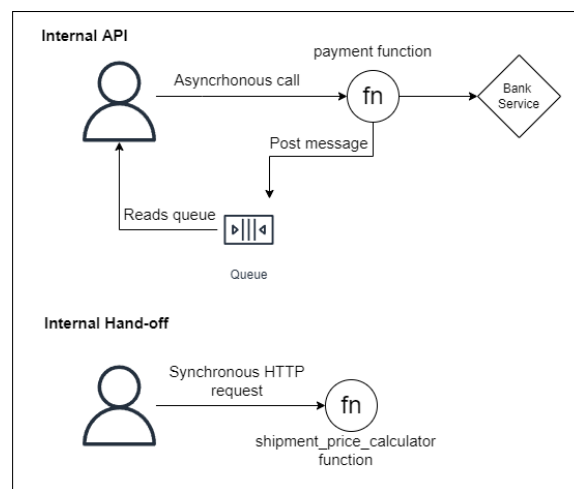 Internal API
payment function
Asyncrhonous call
fn
Bank
Service
Post message
Reads queue
Queue
Internal Hand-off
Synchronous HTTP
request
fn
shipment_price_calculator
function